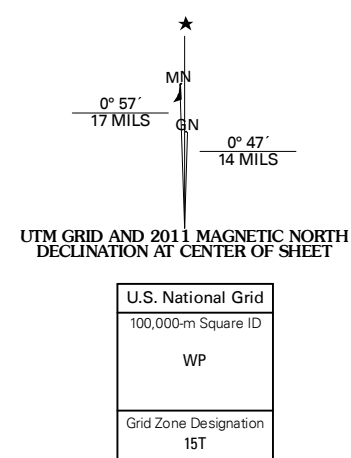 ★
MN
0° 57´
17 MILS
GN
0° 47´
14 MILS
UTM GRID AND 2011 MAGNETIC NORTH
DECLINATION AT CENTER OF SHEET
U.S. National Grid
100,000-m Square ID
WP
Grid Zone Designation
15T